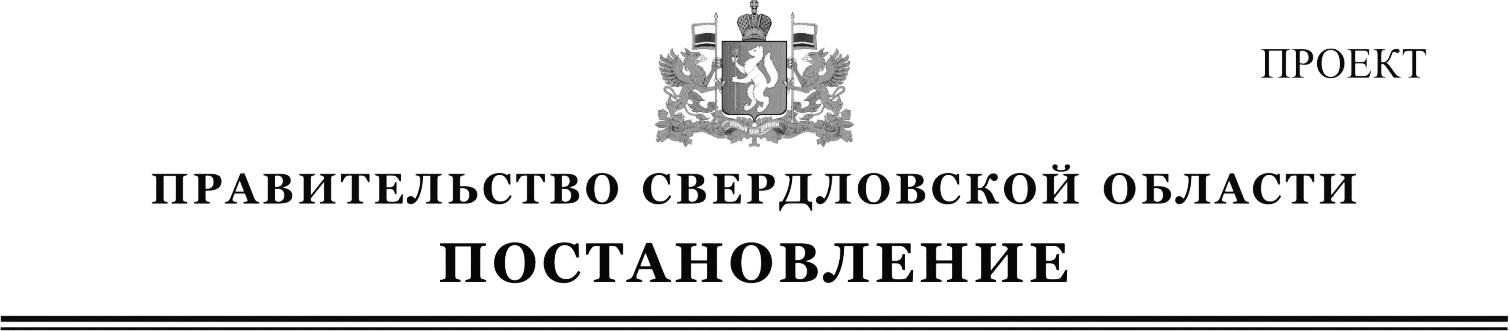 ПРОЕКТ
ПРАВИТЕЛЬСТВО СВЕРДЛОВСКОЙ ОБЛАСТИ
ПОСТАНОВЛЕНИЕ